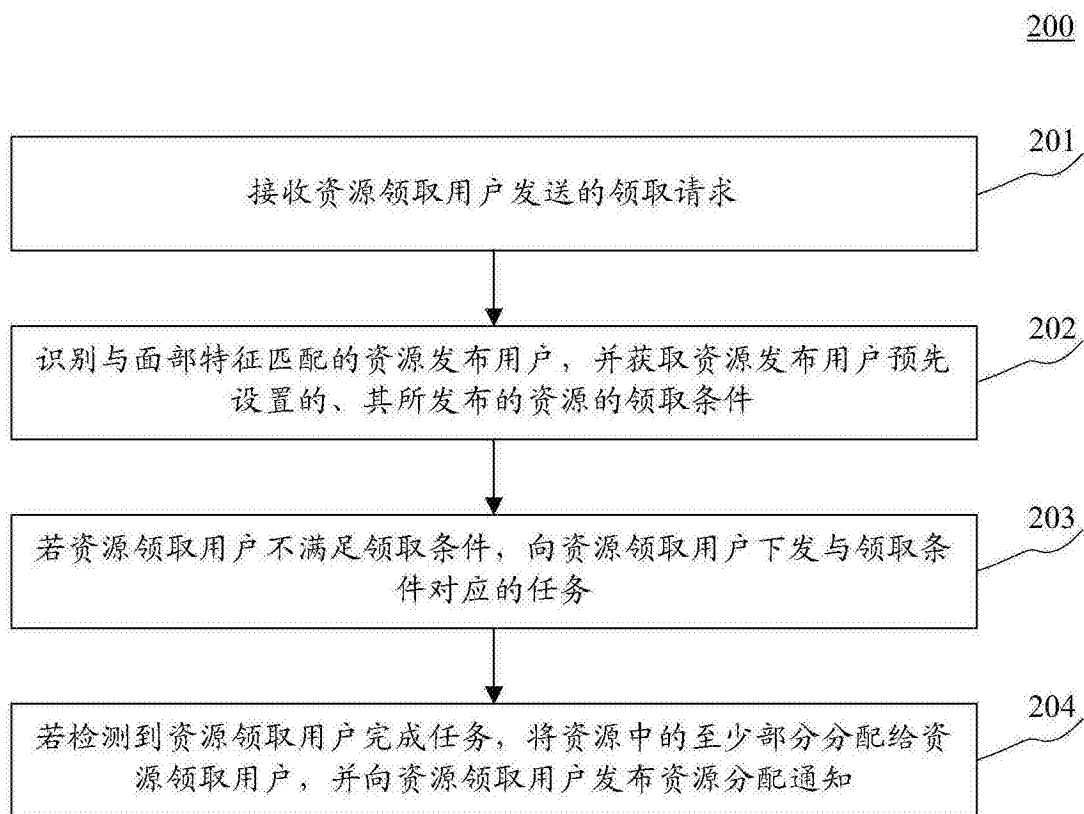 200
201
接收资源领取用户发送的领取请求
202
识别与面部特征匹配的资源发布用户，并获取资源发布用户预先
设置的、其所发布的资源的领取条件
203
若资源领取用户不满足领取条件，向资源领取用户下发与领取条
件对应的任务
204
若检测到资源领取用户完成任务，将资源中的至少部分分配给资
源领取用户，并向资源领取用户发布资源分配通知